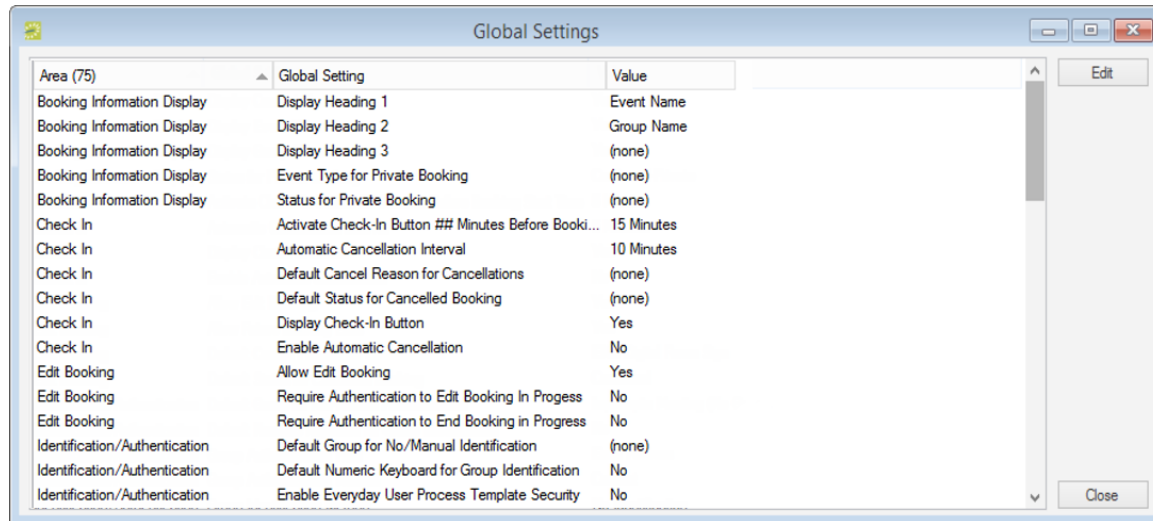 Global Settings
Area (75) Global Setting Value
Edit
Booking Information Display Display Heading 1 Event Name
Booking Information Display Display Heading 2 Group Name
Booking Information Display Display Heading 3 (none)
Booking Information Display Event Type for Private Booking (none)
Booking Information Display Status for Private Booking (none)
Check In Activate Check-In Button ## Minutes Before Booki... 15 Minutes
Check In Automatic Cancellation Interval 10 Minutes
Check In Default Cancel Reason for Cancellations (none)
Check In Default Status for Cancelled Booking (none)
Check In Display Check-In Button Yes
Check In Enable Automatic Cancellation No
Edit Booking Allow Edit Booking Yes
Edit Booking Require Authentication to Edit Booking In Progess No
Edit Booking Require Authentication to End Booking in Progress No
Identification/Authentication Default Group for No/Manual Identification (none)
Identification/Authentication Default Numeric Keyboard for Group Identification No
Identification/Authentication Enable Everyday User Process Template Security No
Close